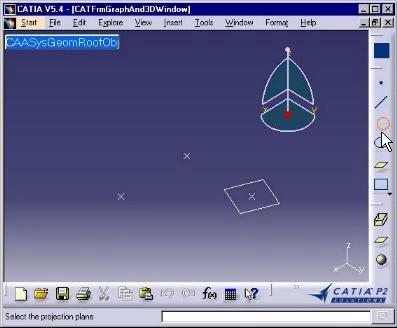 CATIA V5.4 - [CATFrmGraphAnd3DWindow]
Start File Edit Explore View Insert Tools Window Format Help
CAASysGeomRootObj
z
x y
z
x y
f(x)
CATIA P2
SOLUTIONS
Select the projection plane